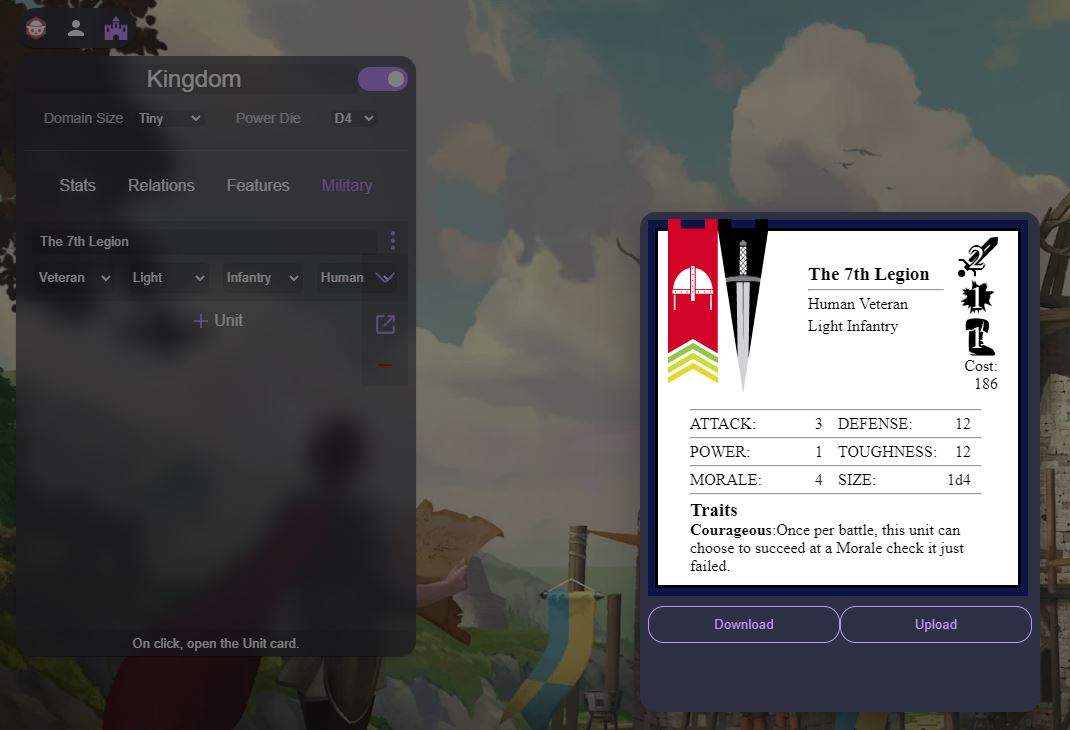 Kingdom
Domain Size Tiny Power Die D4
Stats Relations Features Military
The 7th Legion
Veteran Light Infantry Human
+ Unit
On click, open the Unit card.
The 7th Legion
Human Veteran
Light Infantry
2
1
1
Cost:
186
ATTACK: 3 DEFENSE: 12
POWER: 1 TOUGHNESS: 12
MORALE: 4 SIZE: 1d4
Traits
Courageous:Once per battle, this unit can
choose to succeed at a Morale check it just
failed.
Download Upload